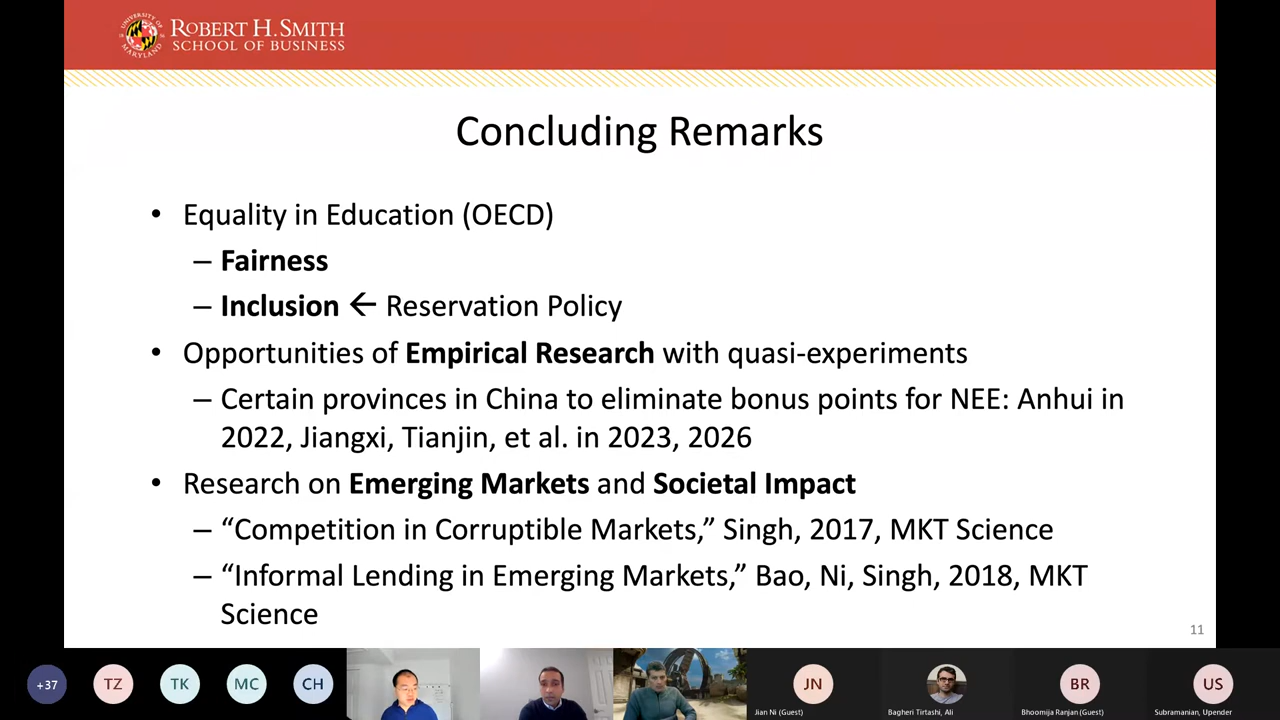 UNIVERSITY OF
MARYLAND
ROBERT H. SMITH
SCHOOL OF BUSINESS
Concluding Remarks
• Equality in Education (OECD)
– Fairness
– Inclusion ← Reservation Policy
• Opportunities of Empirical Research with quasi-experiments
– Certain provinces in China to eliminate bonus points for NEE: Anhui in
2022, Jiangxi, Tianjin, et al. in 2023, 2026
• Research on Emerging Markets and Societal Impact
– “Competition in Corruptible Markets,” Singh, 2017, MKT Science
– “Informal Lending in Emerging Markets,” Bao, Ni, Singh, 2018, MKT
Science
11
+37
TZ
TK
MC
CH
JN
BR
US
Jian Ni (Guest)
Bagheri Tirtashi, Ali
Bhoomija Ranjan (Guest)
Subramanian, Upender